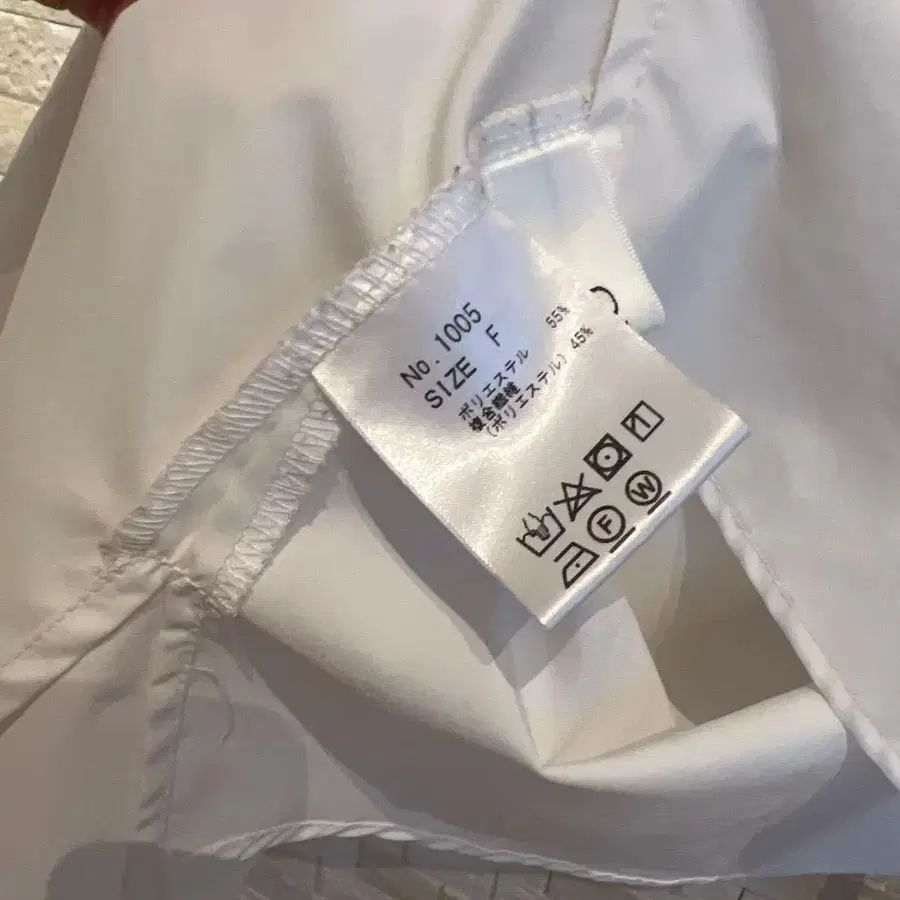 No.1005
SIZE F
ポリエステル 55%
複合繊維
(ポリエステル) 45%
F W